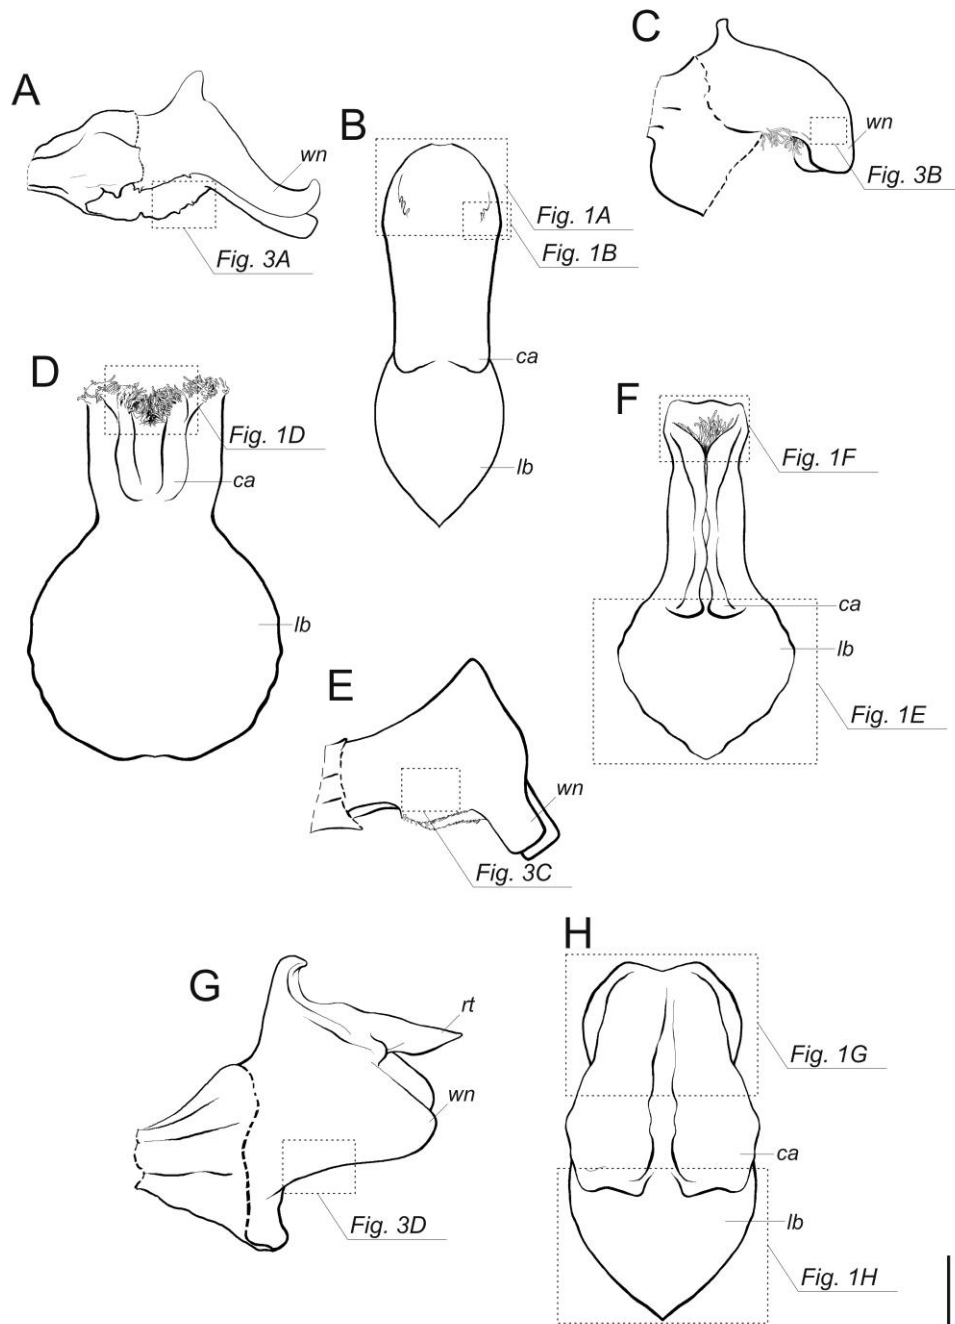 A
wn
Fig. 3A
B
Fig. 1A
Fig. 1B
ca
lb
C
wn
Fig. 3B
D
Fig. 1D
ca
lb
F
Fig. 1F
ca
lb
Fig. 1E
E
wn
Fig. 3C
G
rt
wn
Fig. 3D
H
Fig. 1G
ca
lb
Fig. 1H